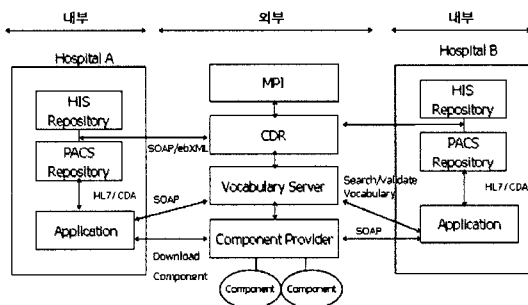 내부
외부
내부
Hospital A
Hospital B
HIS
Repository
PACS
Repository
HL7/CDA
Application
SOAP/ebXML
SOAP
Download
Component
MPI
CDR
Vocabulary Server
Component Provider
Component
Component
Search/validate
Vocabulary
SOAP
HIS
Repository
PACS
Repository
HL7/CDA
Application